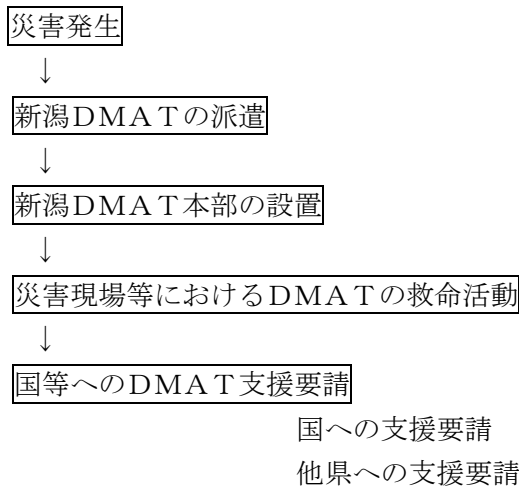 災害発生
↓
新潟DMATの派遣
↓
新潟DMAT本部の設置
↓
災害現場等におけるDMATの救命活動
↓
国等へのDMAT支援要請
国への支援要請
他県への支援要請